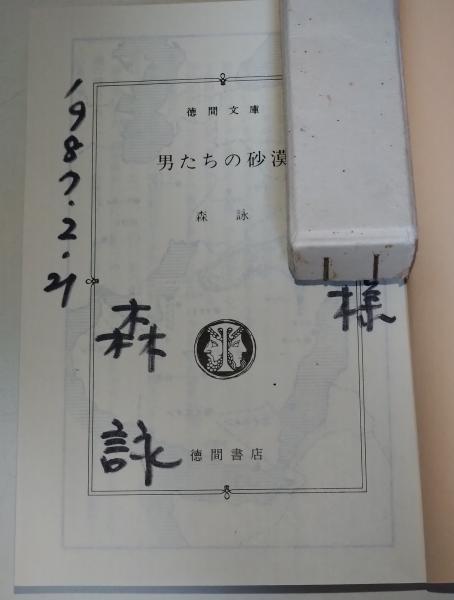 徳間文庫
男たちの砂漠
森 詠
徳間書店
様
森 詠
1987.2.21